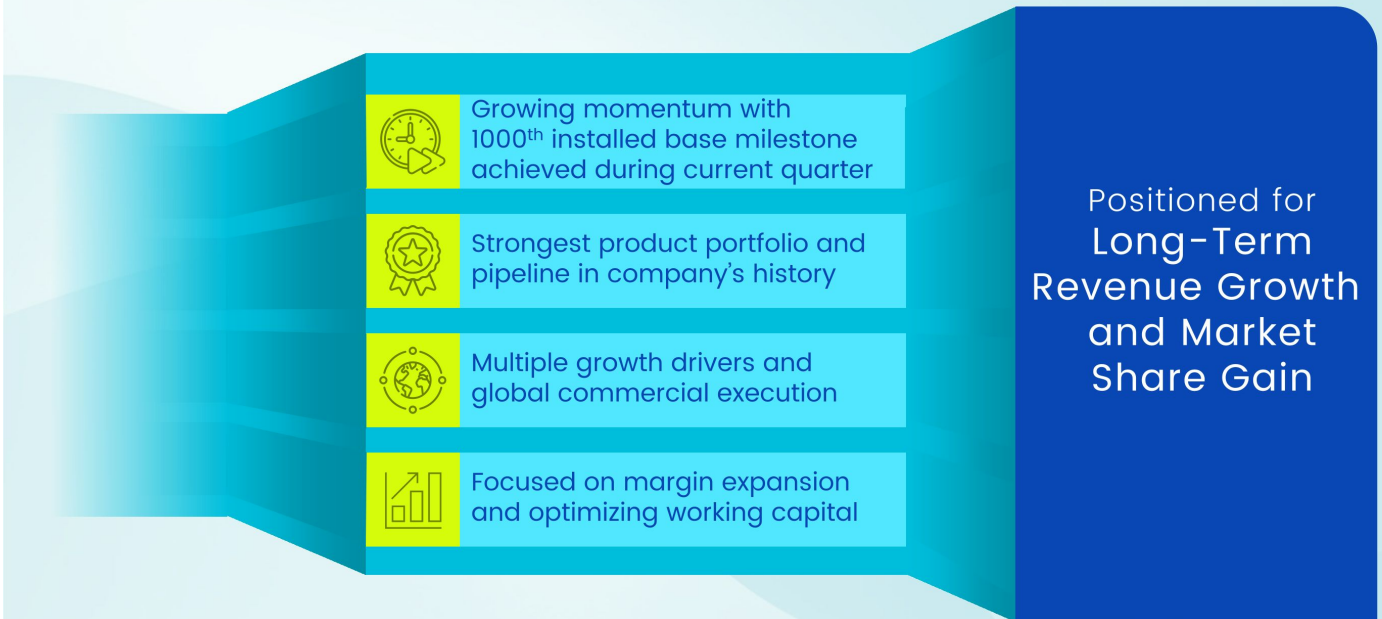 Growing momentum with
1000th installed base milestone
achieved during current quarter
Strongest product portfolio and
pipeline in company’s history
Multiple growth drivers and
global commercial execution
Focused on margin expansion
and optimizing working capital
Positioned for
Long-Term
Revenue Growth
and Market
Share Gain